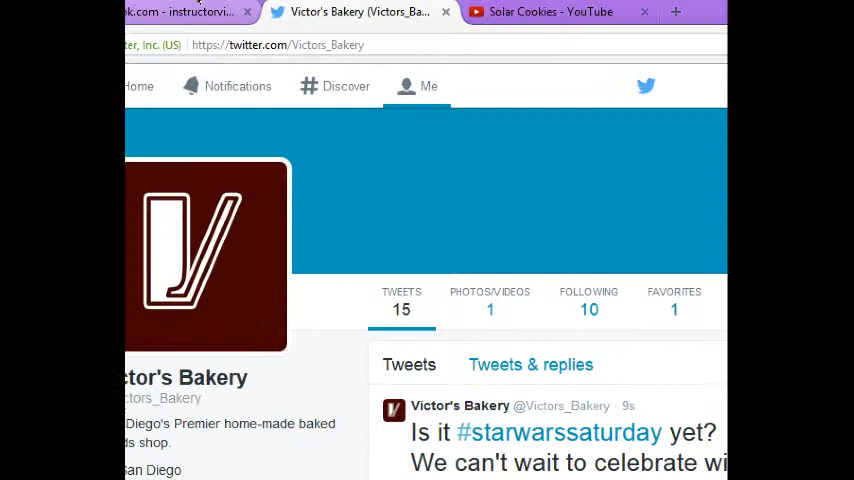 k.com - instructorvi... × Victor's Bakery (Victors_Ba... × Solar Cookies - YouTube × +
ter, Inc. (US) https://twitter.com/Victors_Bakery
Home Notifications # Discover Me
V
TWEETS PHOTOS/VIDEOS FOLLOWING FAVORITES
15 1 10 1
Tweets Tweets & replies
ctor's Bakery
ctors_Bakery
Diego's Premier home-made baked
ds shop.
San Diego
Victor's Bakery @Victors_Bakery · 9s
Is it #starwarssaturday yet?
We can't wait to celebrate wi